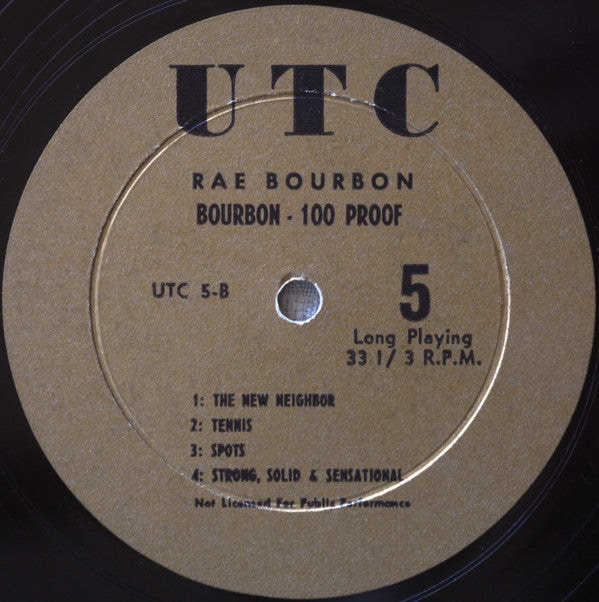 UTC
RAE BOURBON
BOURBON - 100 PROOF
UTC 5-B
5
Long Playing
33 1/3 R.P.M.
1: THE NEW NEIGHBOR
2: TENNIS
3: SPOTS
4: STRONG, SOLID & SENSATIONAL
Not Licensed For Public Performance